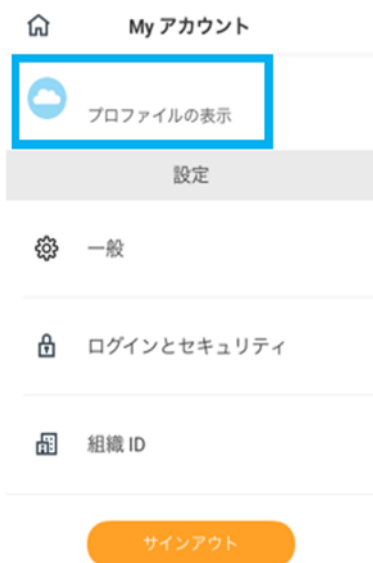 My アカウント
プロファイルの表示
設定
一般
ログインとセキュリティ
組織 ID
サインアウト